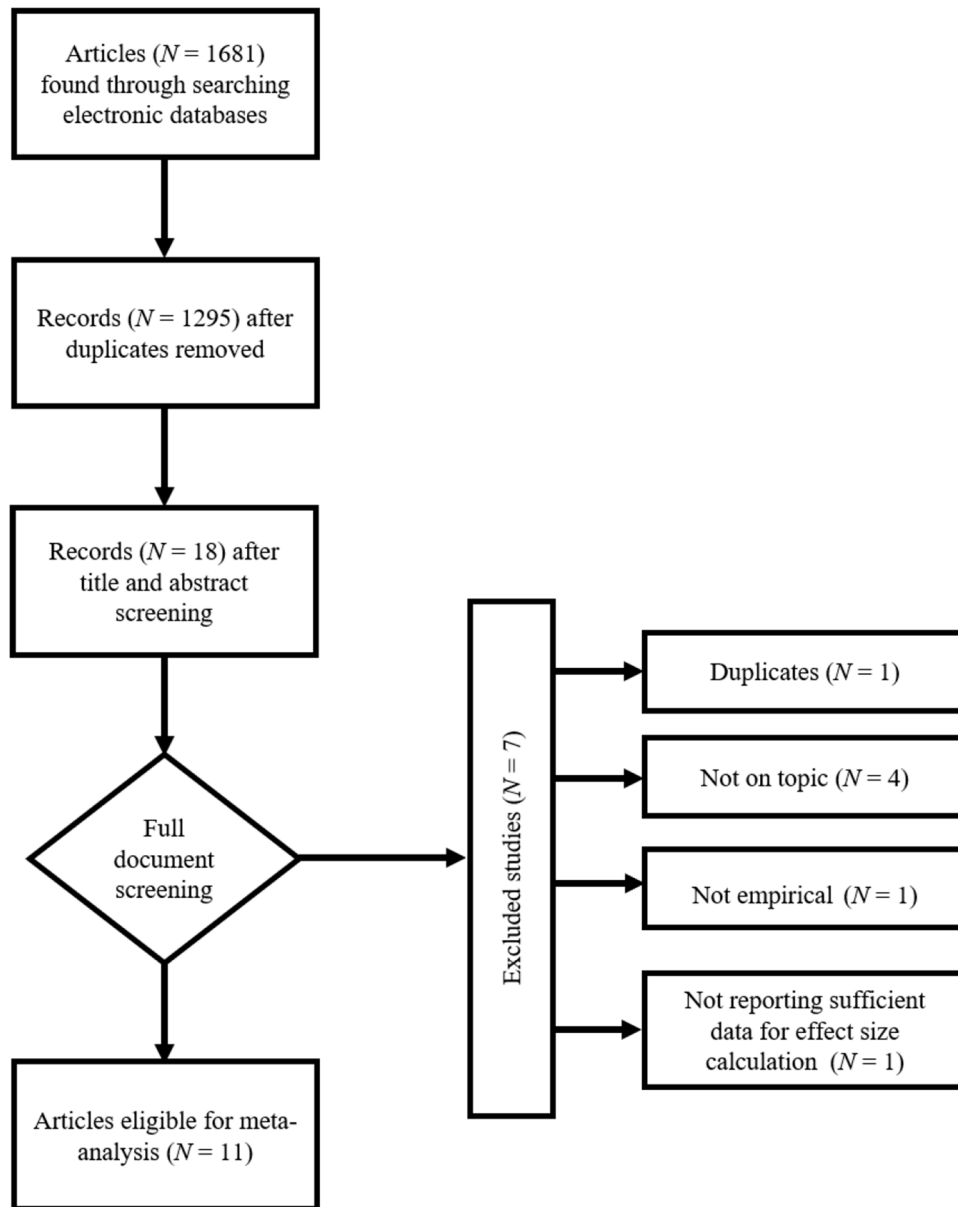 Articles (N = 1681)
found through searching
electronic databases
Records (N = 1295) after
duplicates removed
Records (N = 18) after
title and abstract
screening
Full
document
screening
Excluded studies (N = 7)
Duplicates (N = 1)
Not on topic (N = 4)
Not empirical (N = 1)
Not reporting sufficient
data for effect size
calculation (N = 1)
Articles eligible for meta-
analysis (N = 11)